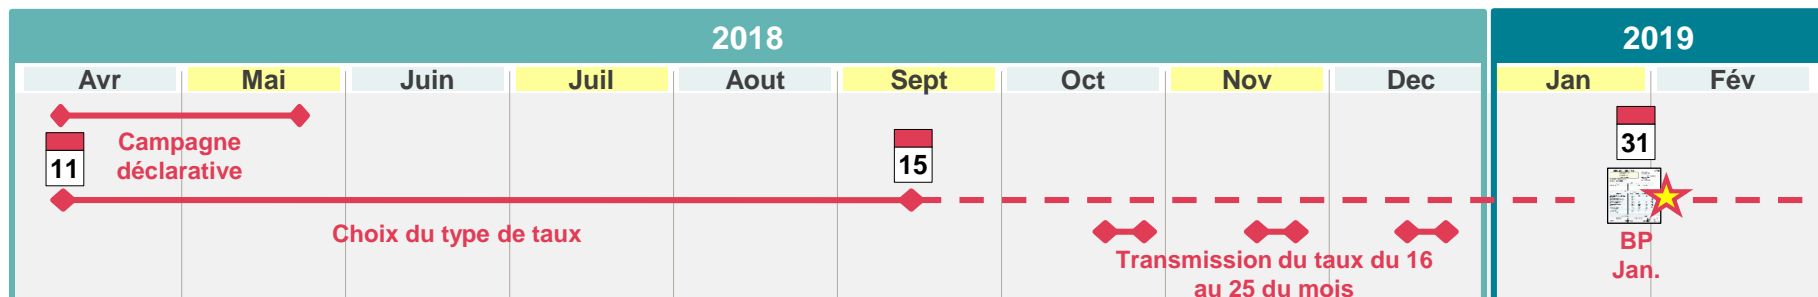 2018
2019
Avr
Mai
Juin
Juil
Aout
Sept
Oct
Nov
Dec
Jan
Fév
Campagne
déclarative
11
15
31
Choix du type de taux
Transmission du taux du 16
au 25 du mois
BP
Jan.